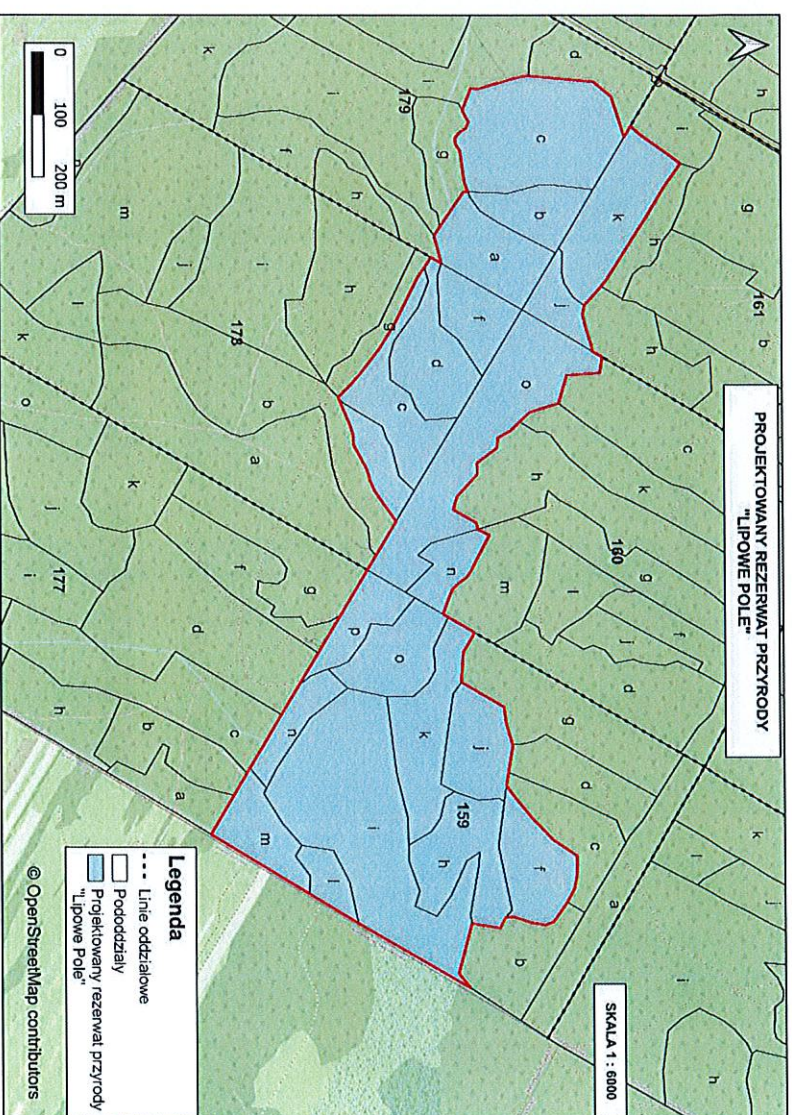 PROJEKTOWANY REZERWAT PRZYRODY
"LIPOWE POLE"
SKALA 1 : 6000
h
g
161
b
i
h
h
k
j
d
c
b
a
179
g
i
k
c
k
h
160
g
f
j
d
l
m
n
o
k
j
i
h
l
a
g
d
c
b
f
j
k
159
h
i
o
p
n
m
l
f
d
c
g
h
h
f
i
j
m
178
b
a
l
k
g
f
d
c
b
a
h
k
j
o
177
i
0 100 200 m
Legenda
Linie oddziałowe
Pododdziały
Projektowany rezerwat przyrody
"Lipowe Pole"
© OpenStreetMap contributors